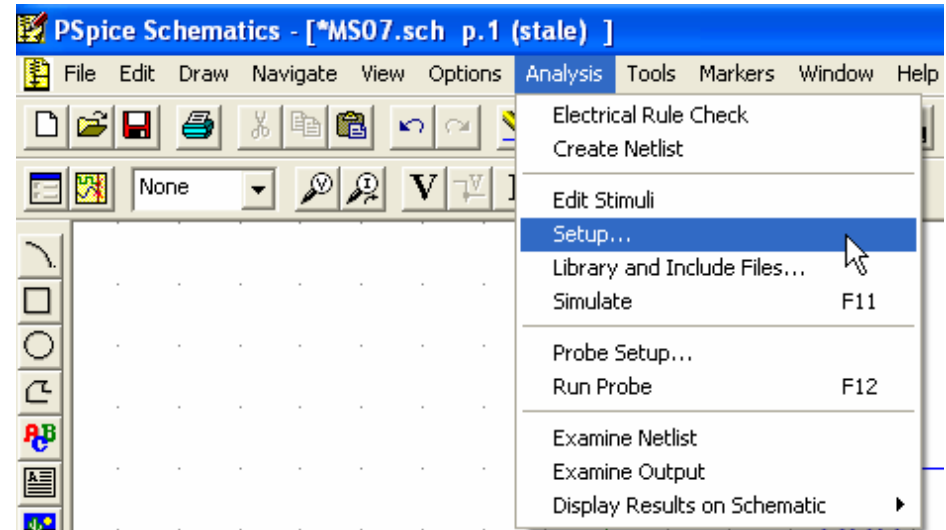 PSpice Schematics - [*MS07.sch p.1 (stale) ]
File Edit Draw Navigate View Options Analysis Tools Markers Window Help
Electrical Rule Check
Create Netlist
None
V
Edit Stimuli
Setup...
Library and Include Files...
Simulate F11
Probe Setup...
Run Probe F12
ABC
Examine Netlist
Examine Output
Display Results on Schematic